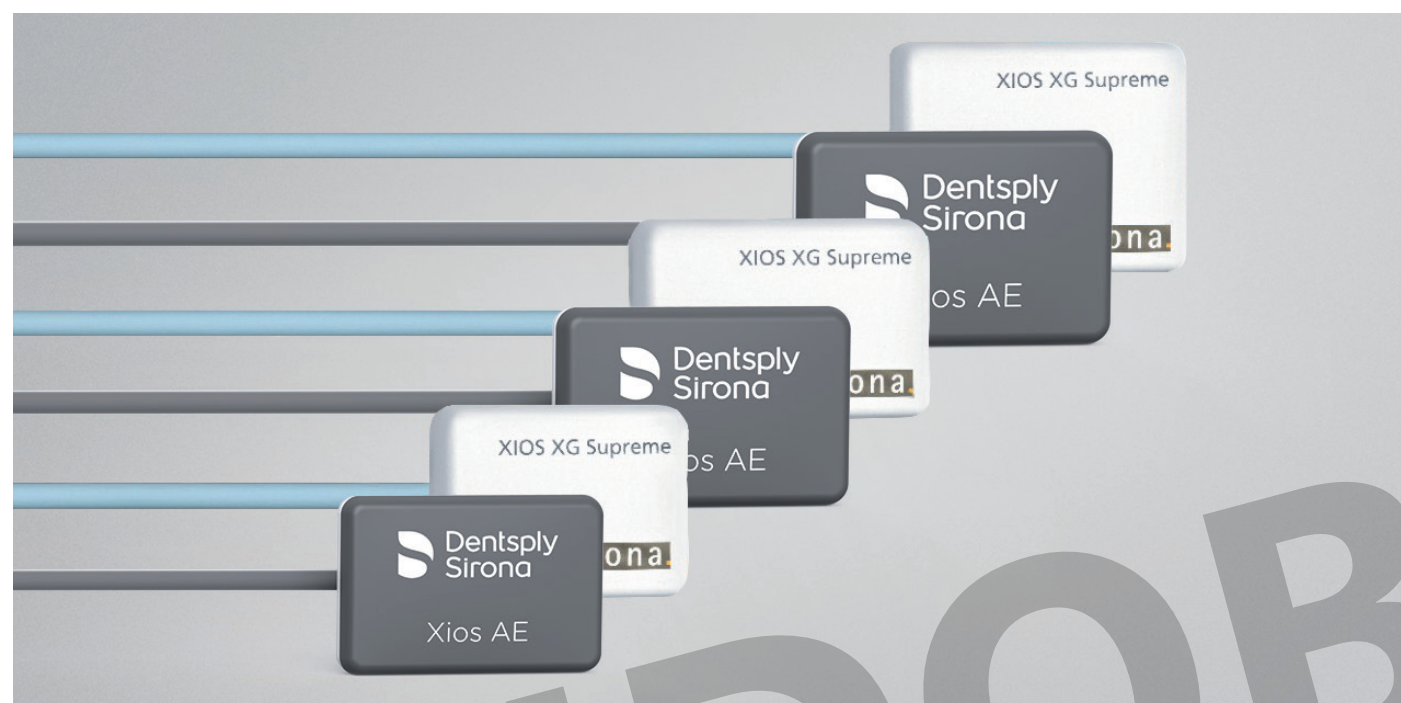 XIOS XG Supreme
Dentsply
Sirona
ona.
os AE
XIOS XG Supreme
Dentsply
Sirona
ona.
os AE
XIOS XG Supreme
Dentsply
Sirona
ona.
Xios AE